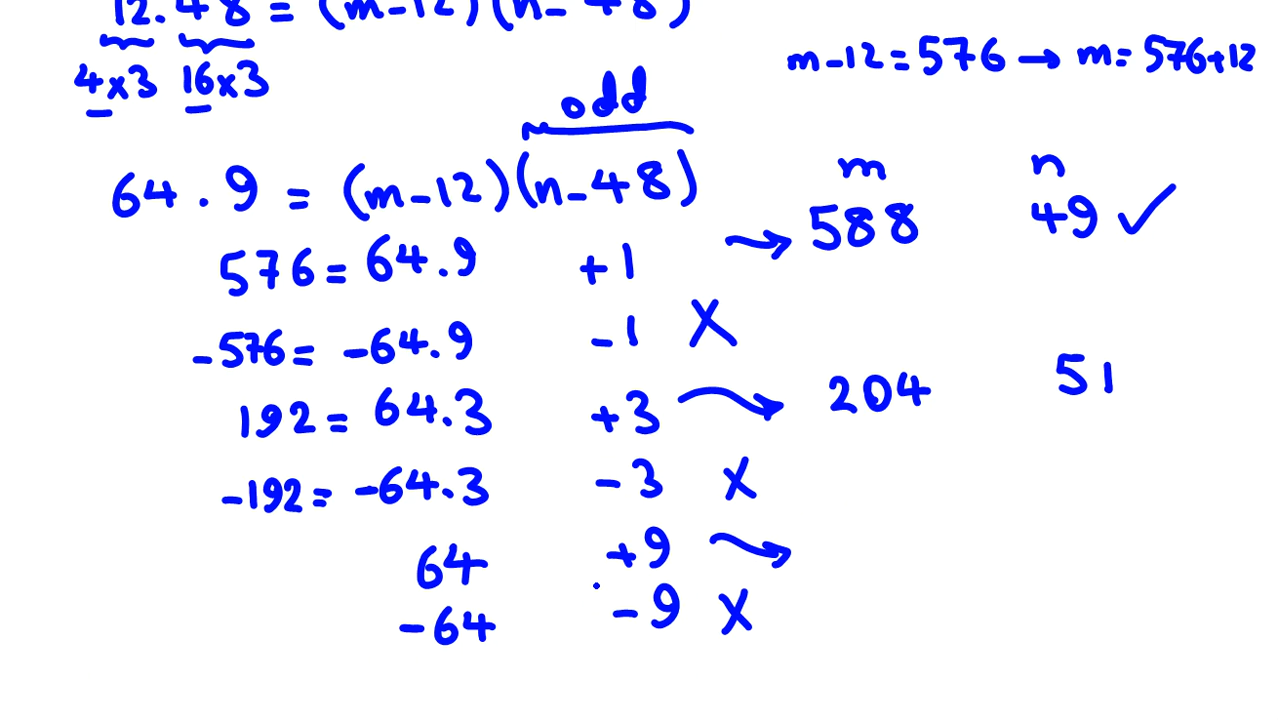 12.48 = (m-12)(n-48)
4x3 16x3
m-12=576 → m=576+12
odd
64.9 = (m-12)(n-48)
m n
576=64.9 +1 → 588 49 ✓
-576= -64.9 -1 X
192= 64.3 +3 → 204 51
-192= -64.3 -3 X
64 +9 →
-64 -9 X